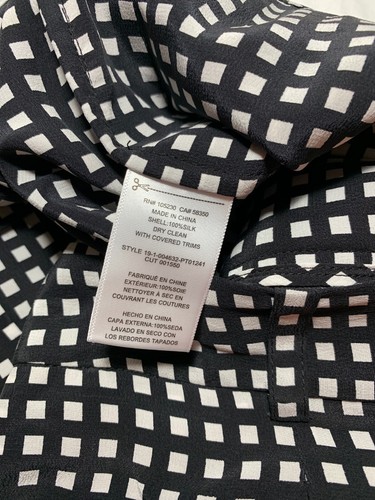 RN# 105230 CA# 58350
MADE IN CHINA
SHELL:100%SILK
DRY CLEAN
WITH COVERED TRIMS
STYLE 19-1-004632-PT01241
CUT 001550
FABRIQUÉ EN CHINE
EXTÉRIEUR:100%SOIE
NETTOYER À SEC EN
COUVRANT LES COUTURES
HECHO EN CHINA
CAPA EXTERNA:100%SEDA
LAVADO EN SECO CON
LOS REBORDES TAPADOS